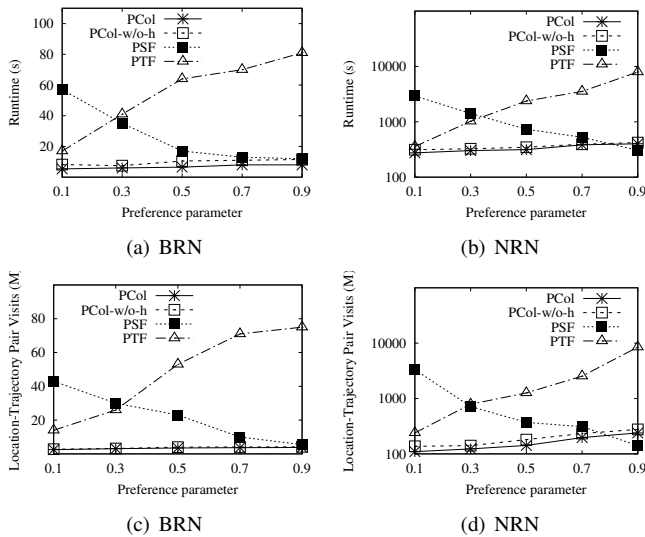 PCol
PCol-w/o-h
PSF
PTF
Runtime (s)
100
80
60
40
20
0.1 0.3 0.5 0.7 0.9
Preference parameter
(a) BRN
PCol
PCol-w/o-h
PSF
PTF
Runtime (s)
10000
1000
100
0.1 0.3 0.5 0.7 0.9
Preference parameter
(b) NRN
PCol
PCol-w/o-h
PSF
PTF
Location-Trajectory Pair Visits (M)
80
60
40
20
0.1 0.3 0.5 0.7 0.9
Preference parameter
(c) BRN
PCol
PCol-w/o-h
PSF
PTF
Location-Trajectory Pair Visits (M)
10000
1000
100
0.1 0.3 0.5 0.7 0.9
Preference parameter
(d) NRN